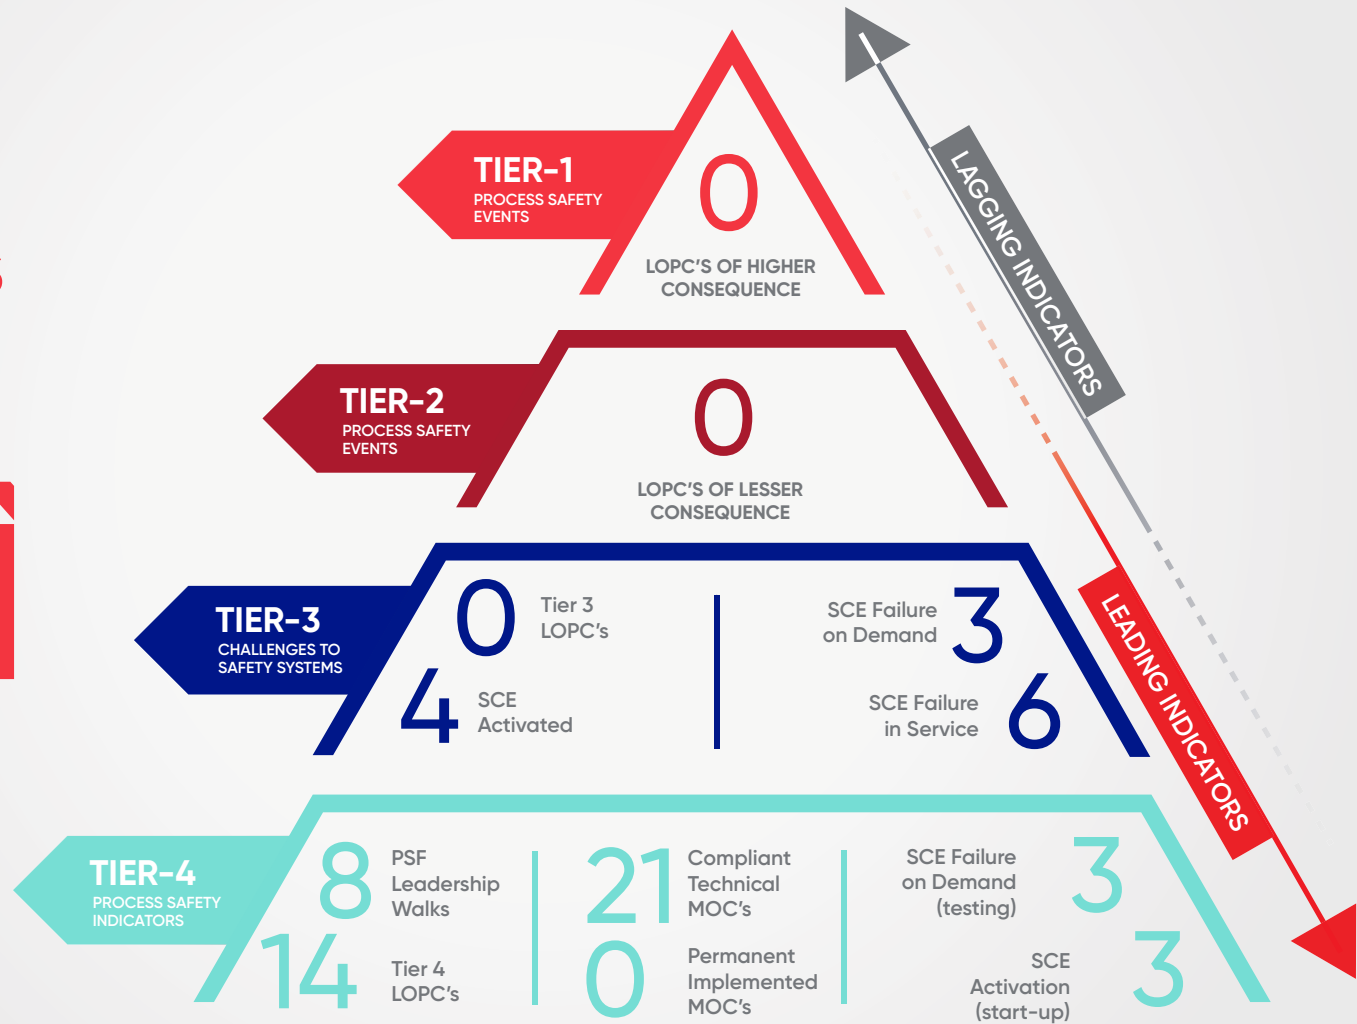 TIER-1
PROCESS SAFETY
EVENTS
0
LOPC'S OF HIGHER
CONSEQUENCE
LAGGING INDICATORS
TIER-2
PROCESS SAFETY
EVENTS
0
LOPC'S OF LESSER
CONSEQUENCE
TIER-3
CHALLENGES TO
SAFETY SYSTEMS
0
Tier 3
LOPC's
4
SCE
Activated
SCE Failure
on Demand
3
SCE Failure
in Service
6
LEADING INDICATORS
TIER-4
PROCESS SAFETY
INDICATORS
8
PSF
Leadership
Walks
14
Tier 4
LOPC's
21
Compliant
Technical
MOC's
0
Permanent
Implemented
MOC's
SCE Failure
on Demand
(testing)
3
SCE
Activation
(start-up)
3